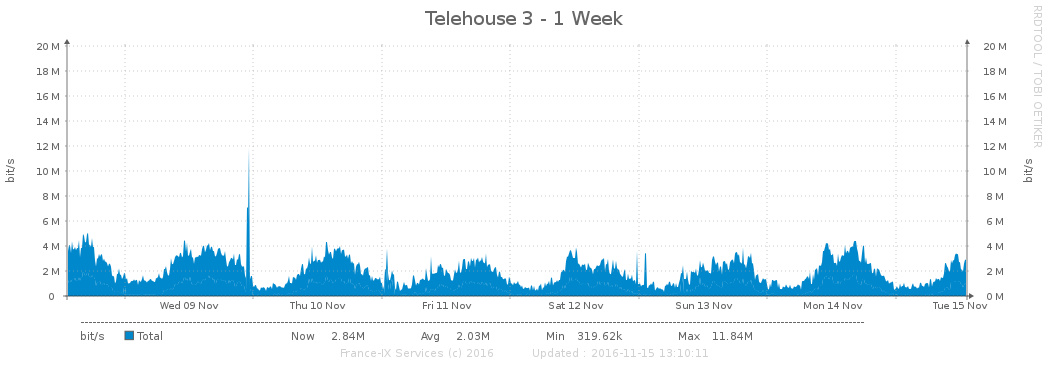 Telehouse 3 - 1 Week
RRDTOOL / TOBI OETIKER
20 M 20 M
18 M 18 M
16 M 16 M
14 M 14 M
12 M 12 M
10 M 10 M
8 M 8 M
6 M 6 M
4 M 4 M
2 M 2 M
0 0 M
bit/s bit/s
Wed 09 Nov Thu 10 Nov Fri 11 Nov Sat 12 Nov Sun 13 Nov Mon 14 Nov Tue 15 Nov
bit/s Total Now 2.84M Avg 2.03M Min 319.62k Max 11.84M
France-IX Services (c) 2016 Updated : 2016-11-15 13:10:11